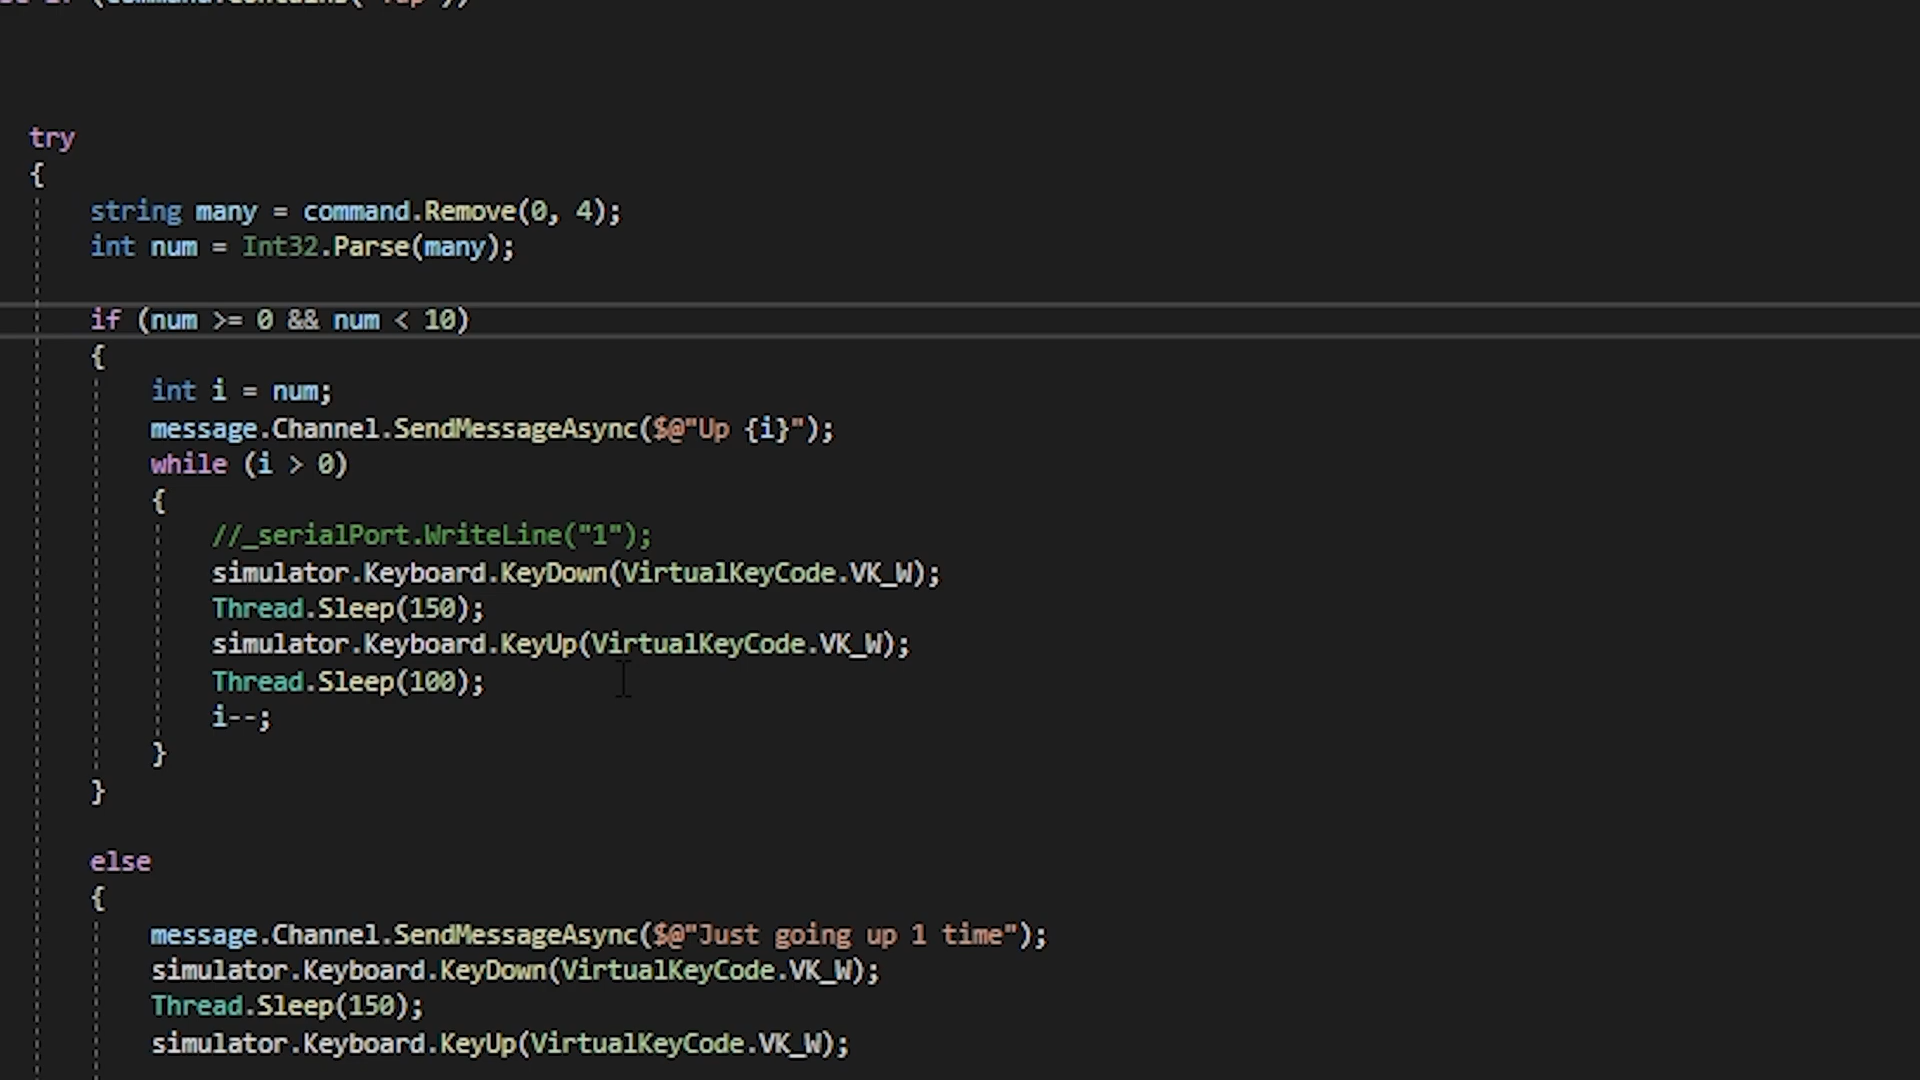 try
{
string many = command.Remove(0, 4);
int num = Int32.Parse(many);
if (num >= 0 && num < 10)
{
int i = num;
message.Channel.SendMessageAsync($@"Up {i}");
while (i > 0)
{
//_serialPort.WriteLine("1");
simulator.Keyboard.KeyDown(VirtualKeyCode.VK_W);
Thread.Sleep(150);
simulator.Keyboard.KeyUp(VirtualKeyCode.VK_W);
Thread.Sleep(100);
i--;
}
}
else
{
message.Channel.SendMessageAsync($@"Just going up 1 time");
simulator.Keyboard.KeyDown(VirtualKeyCode.VK_W);
Thread.Sleep(150);
simulator.Keyboard.KeyUp(VirtualKeyCode.VK_W);